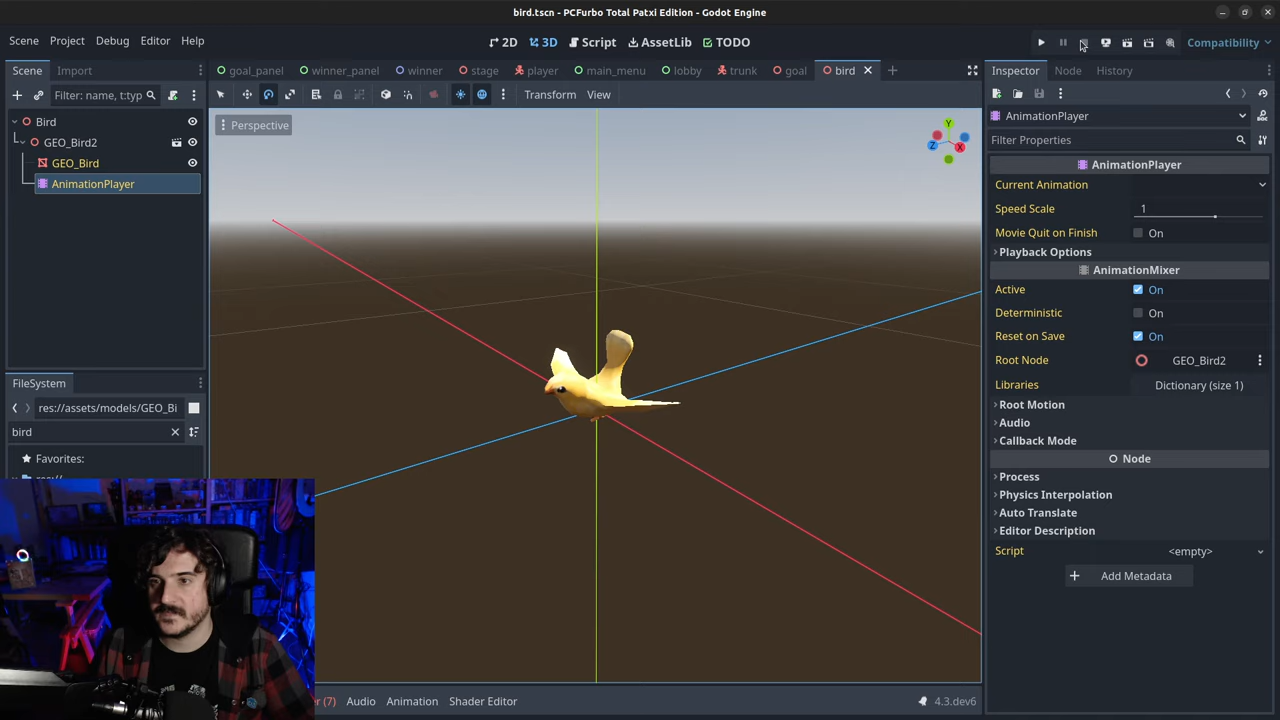 bird.tscn - PCFurbo Total Patxi Edition - Godot Engine
Scene Project Debug Editor Help
2D 3D Script AssetLib TODO
Compatibility
Scene Import
goal_panel winner_panel winner stage player main_menu lobby trunk goal bird
Inspector Node History
Filter: name, t:typ
Transform View
AnimationPlayer
Bird
GEO_Bird2
GEO_Bird
AnimationPlayer
Perspective
Y
Z
X
Filter Properties
AnimationPlayer
Current Animation
Speed Scale 1
Movie Quit on Finish On
Playback Options
AnimationMixer
Active On
Deterministic On
Reset on Save On
Root Node GEO_Bird2
Libraries Dictionary (size 1)
Root Motion
Audio
Callback Mode
Node
Process
Physics Interpolation
Auto Translate
Editor Description
Script <empty>
Add Metadata
FileSystem
res://assets/models/GEO_Bi
bird
Favorites:
(7) Audio Animation Shader Editor
4.3.dev6